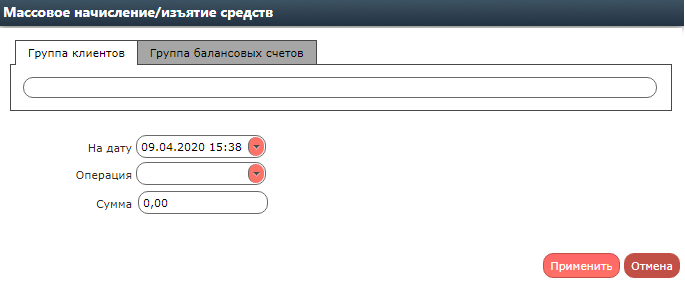 Массовое начисление/изъятие средств
Группа клиентов Группа балансовых счетов
На дату 09.04.2020 15:38
Операция
Сумма 0,00
Применить Отмена